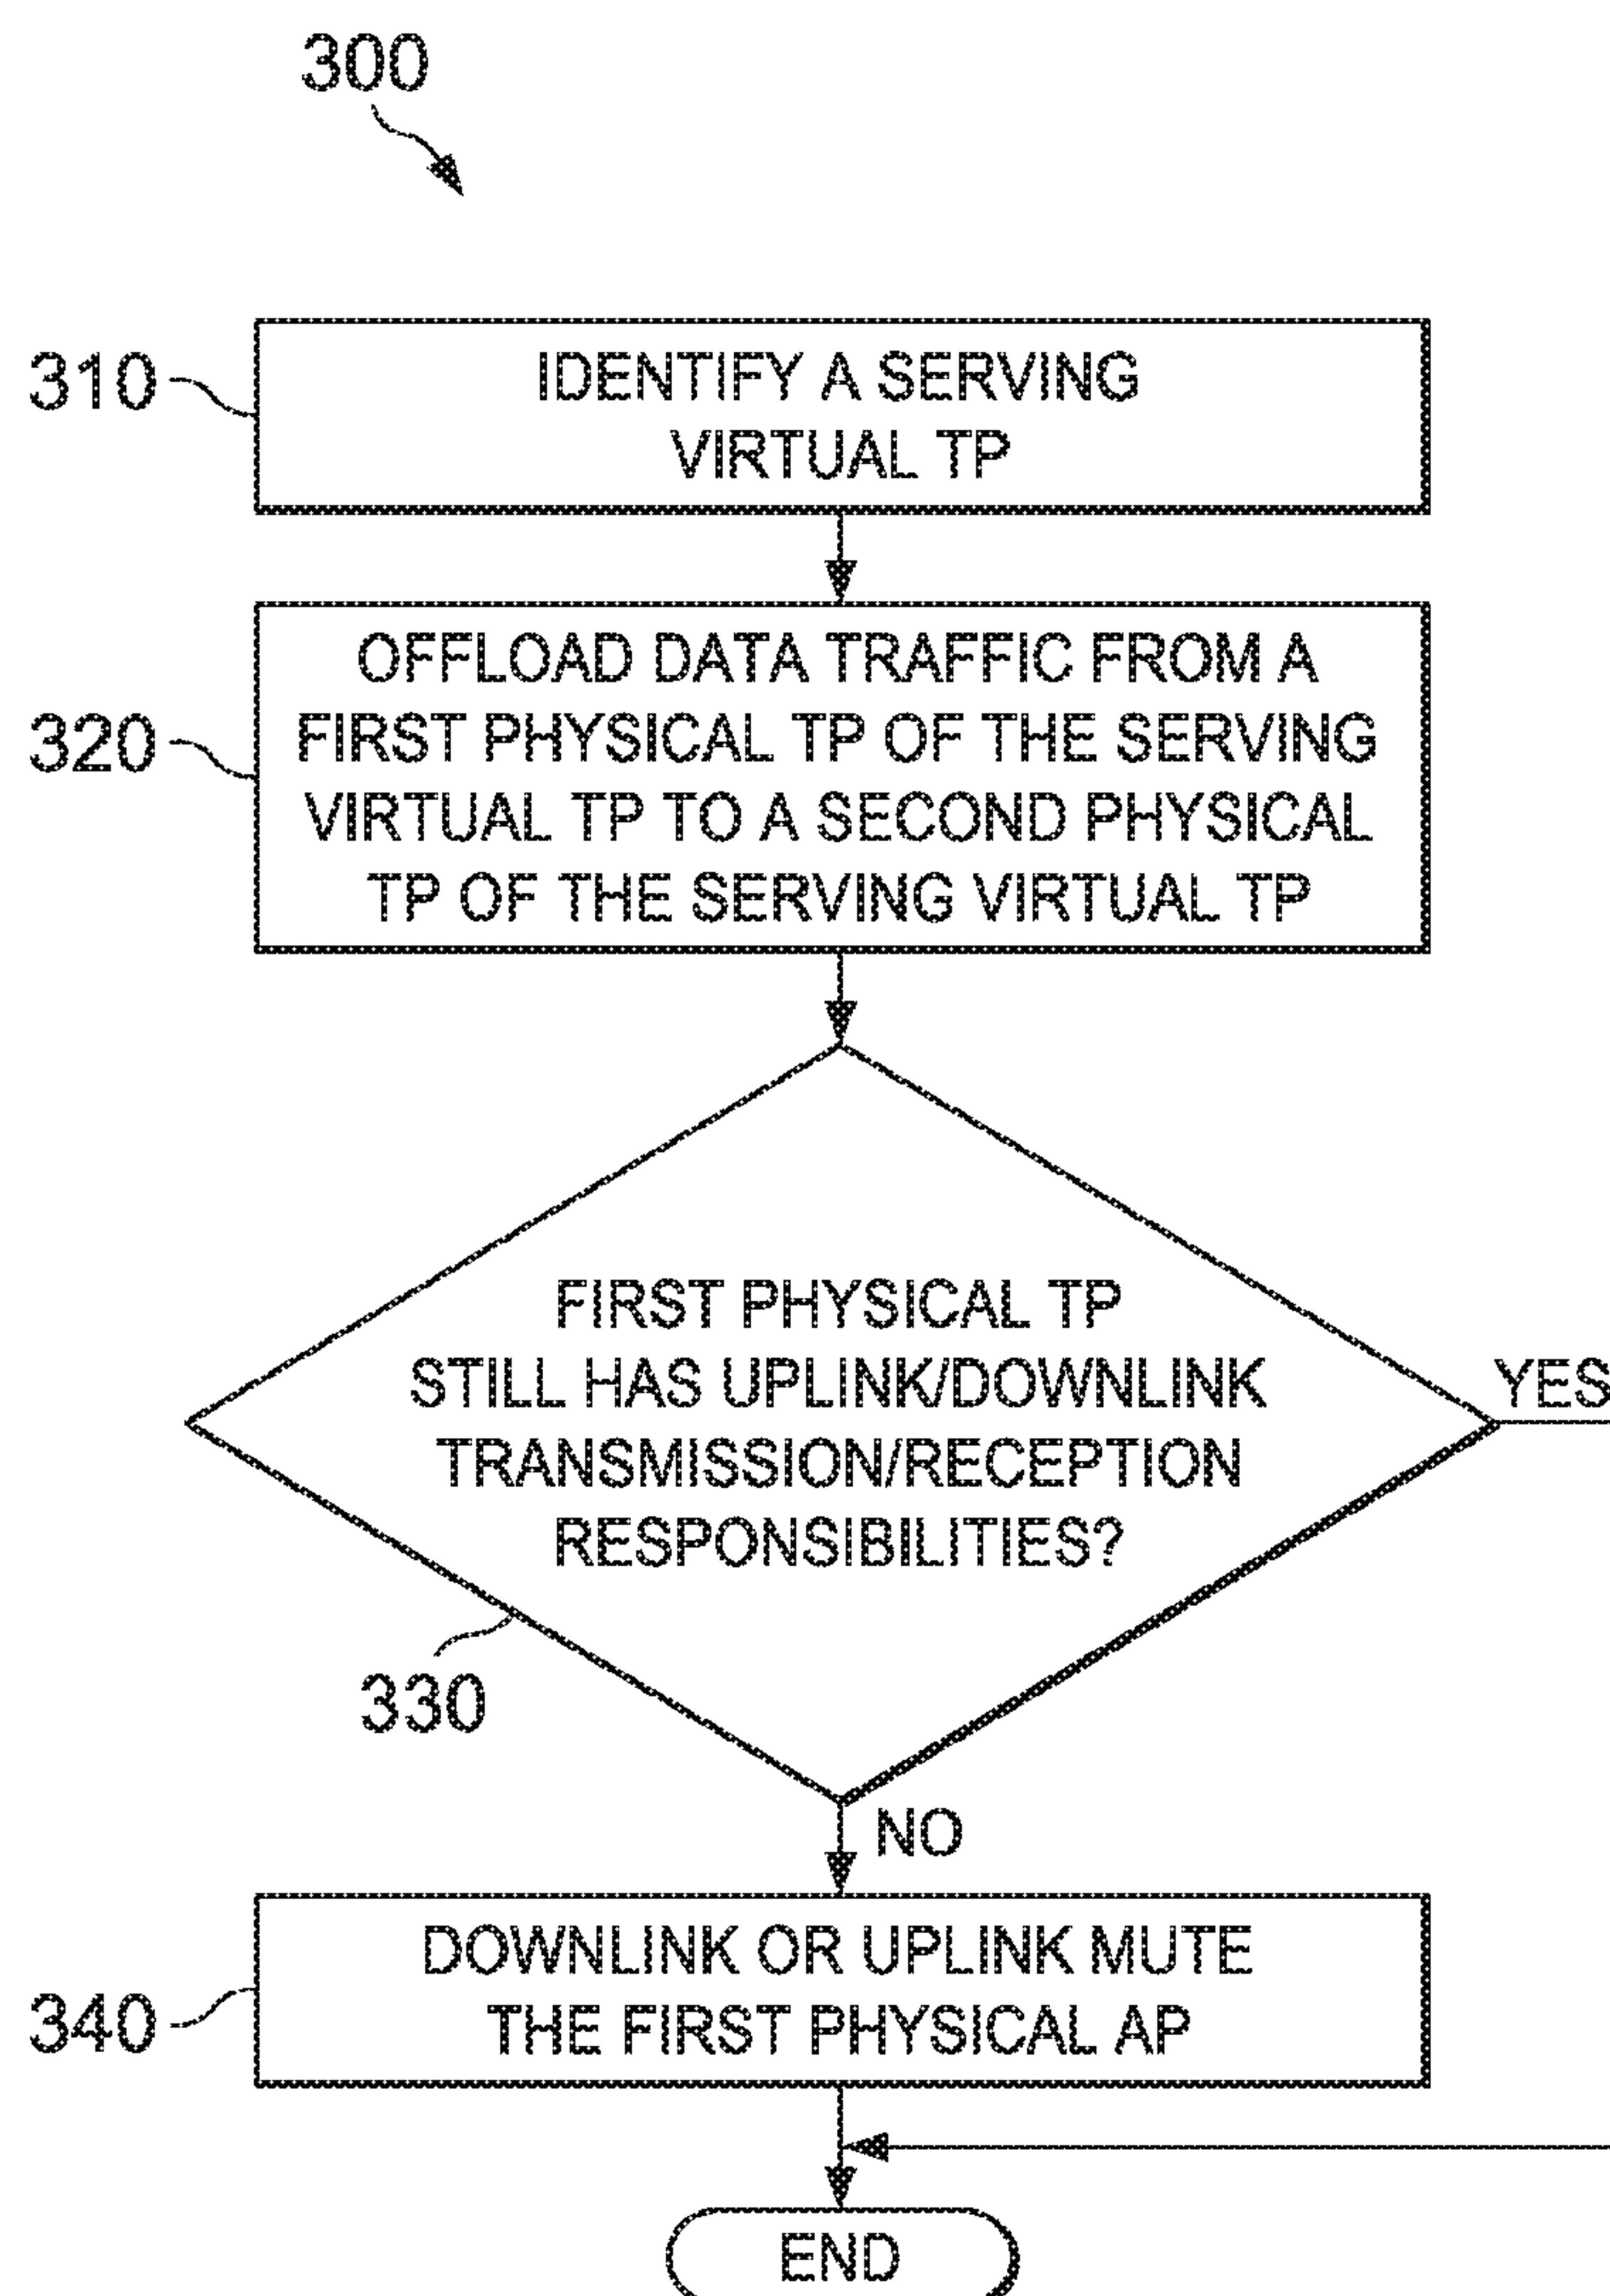 300
310
IDENTIFY A SERVING
VIRTUAL TP
320
OFFLOAD DATA TRAFFIC FROM A
FIRST PHYSICAL TP OF THE SERVING
VIRTUAL TP TO A SECOND PHYSICAL
TP OF THE SERVING VIRTUAL TP
FIRST PHYSICAL TP
STILL HAS UPLINK/DOWNLINK
TRANSMISSION/RECEPTION
RESPONSIBILITIES?
YES
330
NO
340
DOWNLINK OR UPLINK MUTE
THE FIRST PHYSICAL AP
END